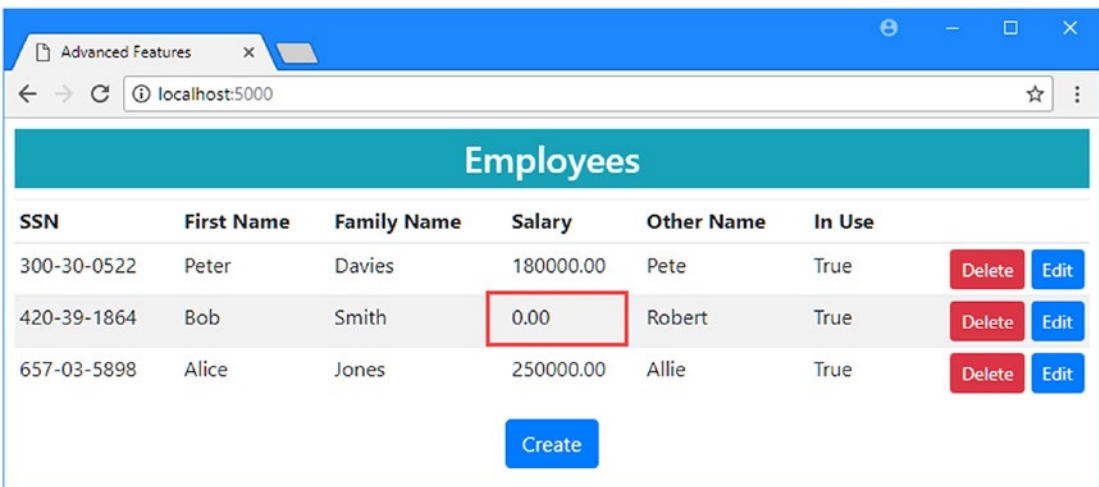 Advanced Features
localhost:5000
Employees
SSN First Name Family Name Salary Other Name In Use
300-30-0522 Peter Davies 180000.00 Pete True Delete Edit
420-39-1864 Bob Smith 0.00 Robert True Delete Edit
657-03-5898 Alice Jones 250000.00 Allie True Delete Edit
Create